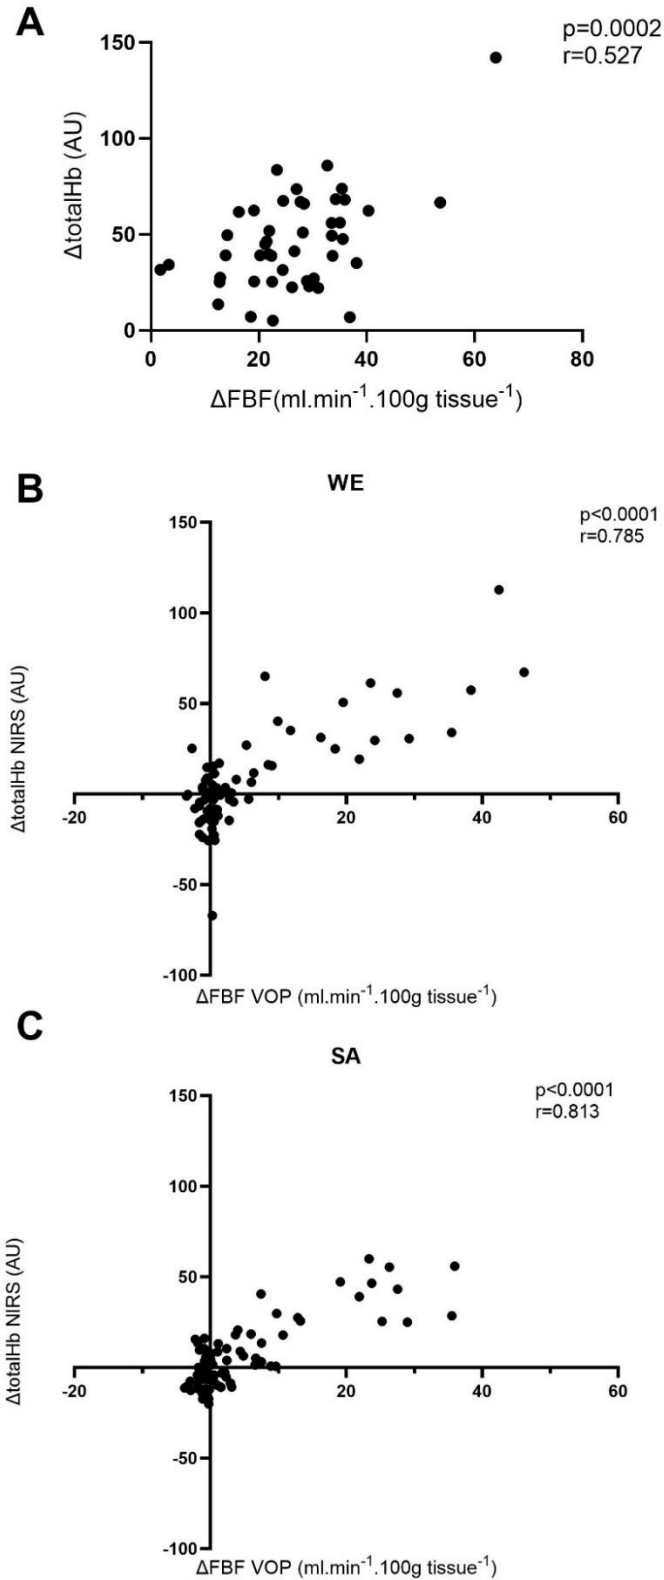 A
p=0.0002
r=0.527
150
100
50
0
ΔtotalHb (AU)
0 20 40 60 80
ΔFBF(ml.min⁻¹.100g tissue⁻¹)
B
WE
p<0.0001
r=0.785
150
100
50
-50
-100
ΔtotalHb NIRS (AU)
-20 20 40 60
ΔFBF VOP (ml.min⁻¹.100g tissue⁻¹)
C
SA
p<0.0001
r=0.813
150
100
50
-50
-100
ΔtotalHb NIRS (AU)
-20 20 40 60
ΔFBF VOP (ml.min⁻¹.100g tissue⁻¹)